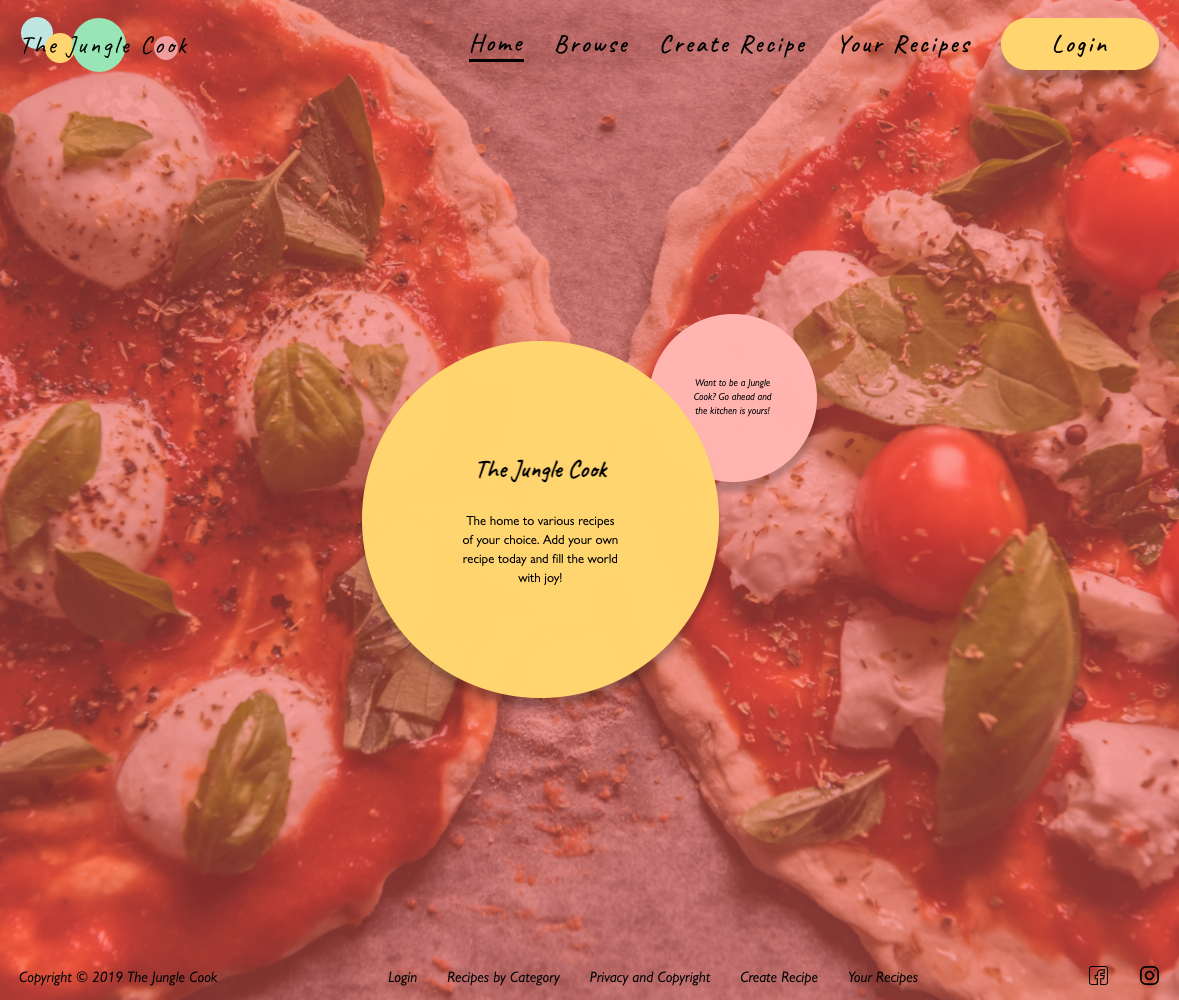 The Jungle Cook
Home
Browse
Create Recipe
Your Recipes
Login
Want to be a Jungle
Cook? Go ahead and
the kitchen is yours!
The Jungle Cook
The home to various recipes
of your choice. Add your own
recipe today and fill the world
with joy!
Copyright © 2019 The Jungle Cook
Login
Recipes by Category
Privacy and Copyright
Create Recipe
Your Recipes